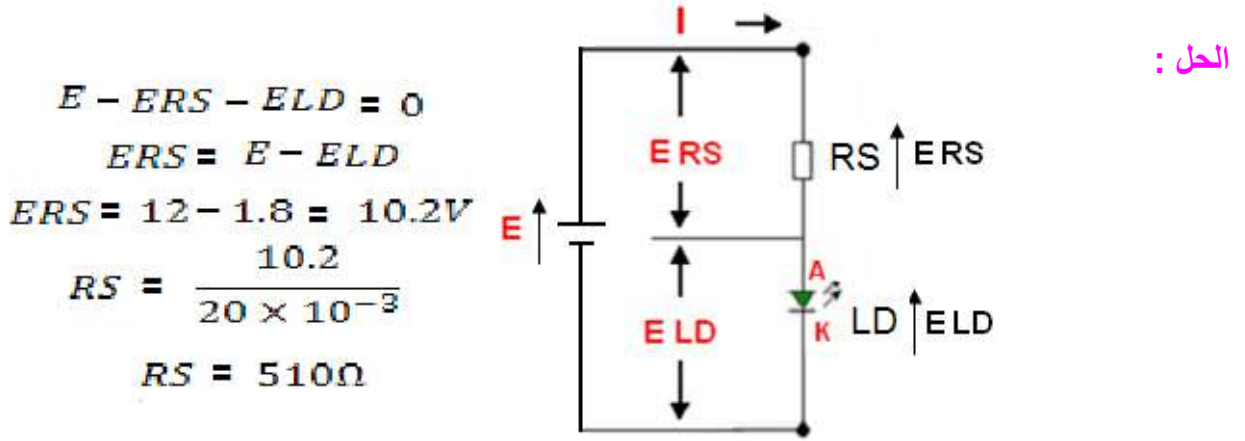 الحل :
E − ERS − ELD = 0
ERS = E − ELD
ERS = 12 − 1.8 = 10.2V
RS = 10.2 / 20 × 10⁻³
RS = 510Ω
I
E RS
RS ERS
E
A
E LD
K
LD ELD